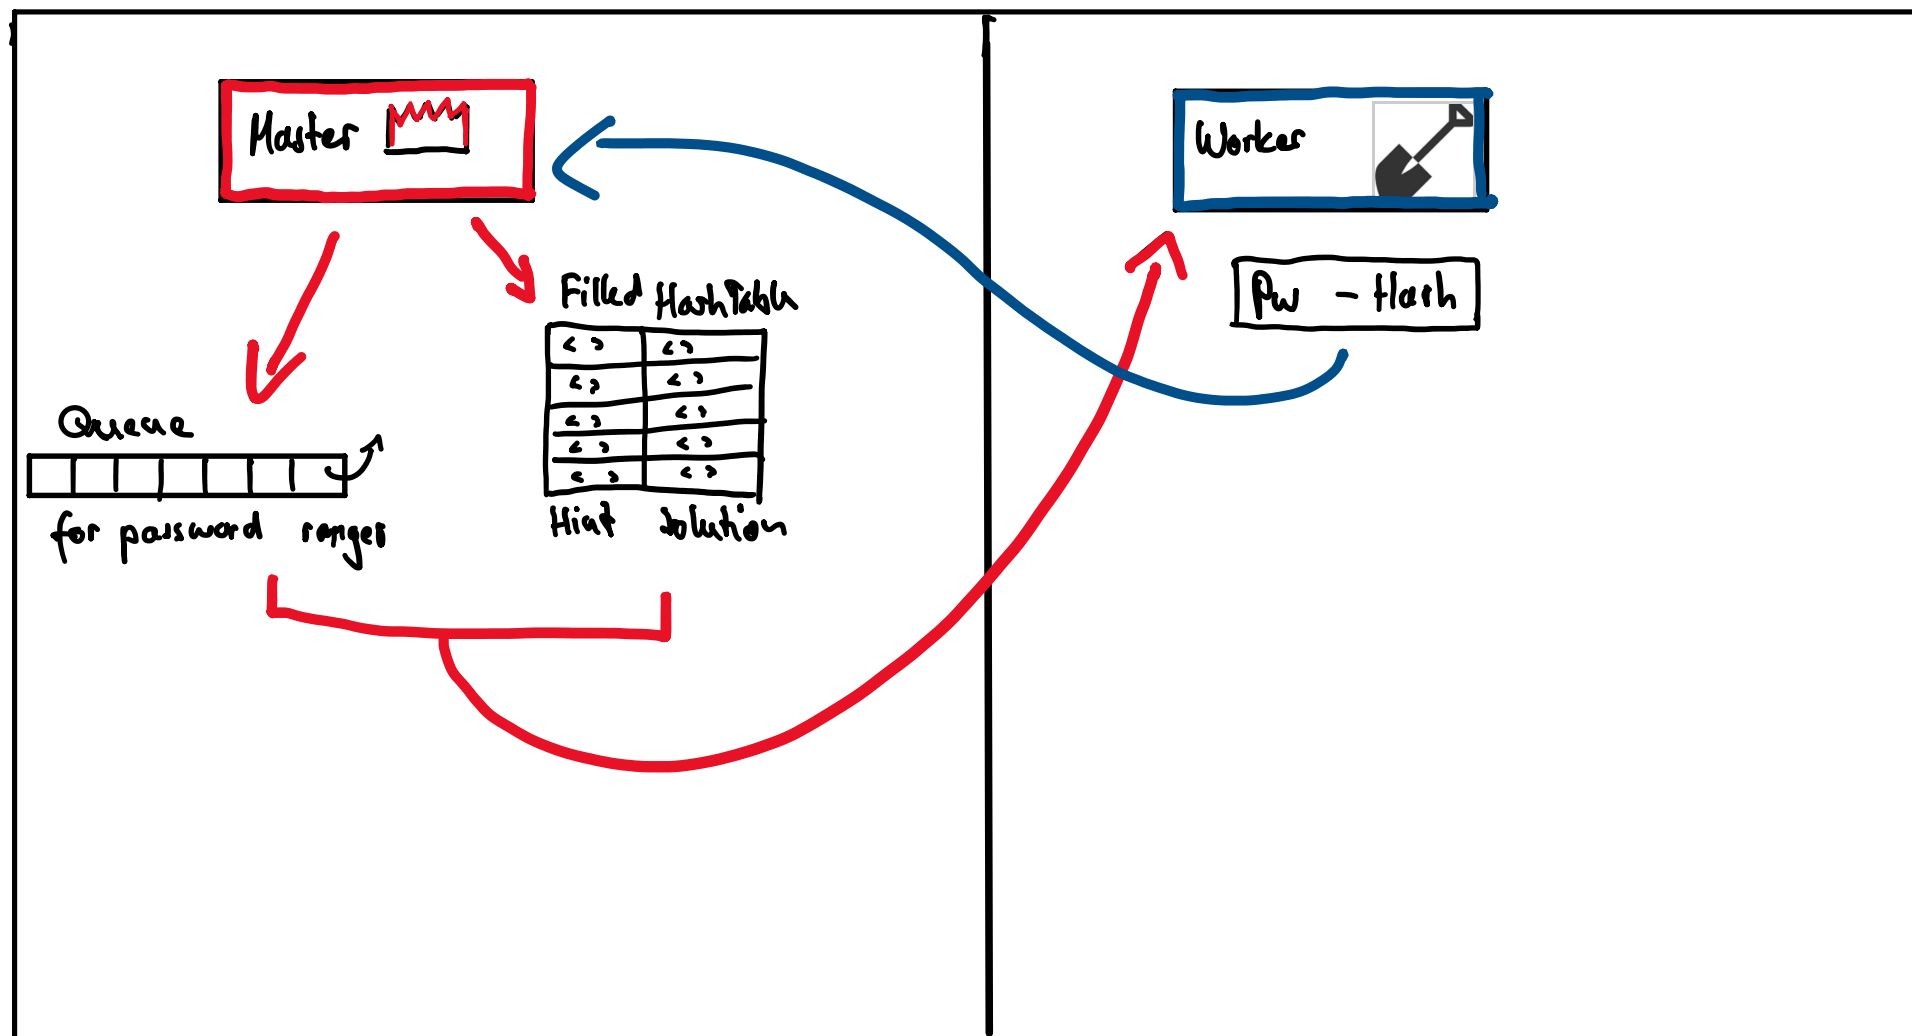 Master
Worker
Pw - Hash
Filled HashTable
< > < >
< > < >
< > < >
< > < >
< > < >
Hint Solution
Queue
for password ranges